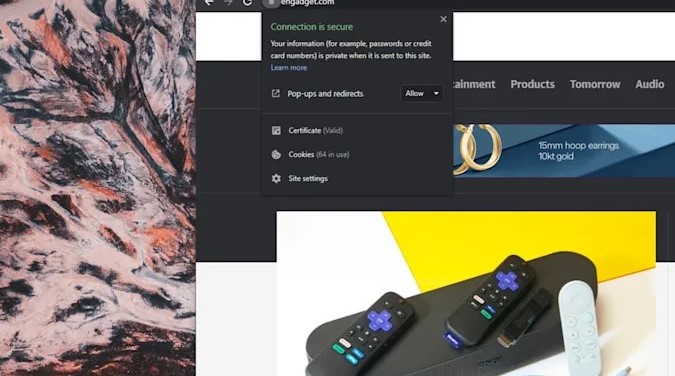 engadget.com
Connection is secure
Your information (for example, passwords or credit
card numbers) is private when it is sent to this site.
Learn more
Pop-ups and redirects
Allow
Certificate (Valid)
Cookies (64 in use)
Site settings
tainment Products Tomorrow Audio
15mm hoop earrings
10kt gold